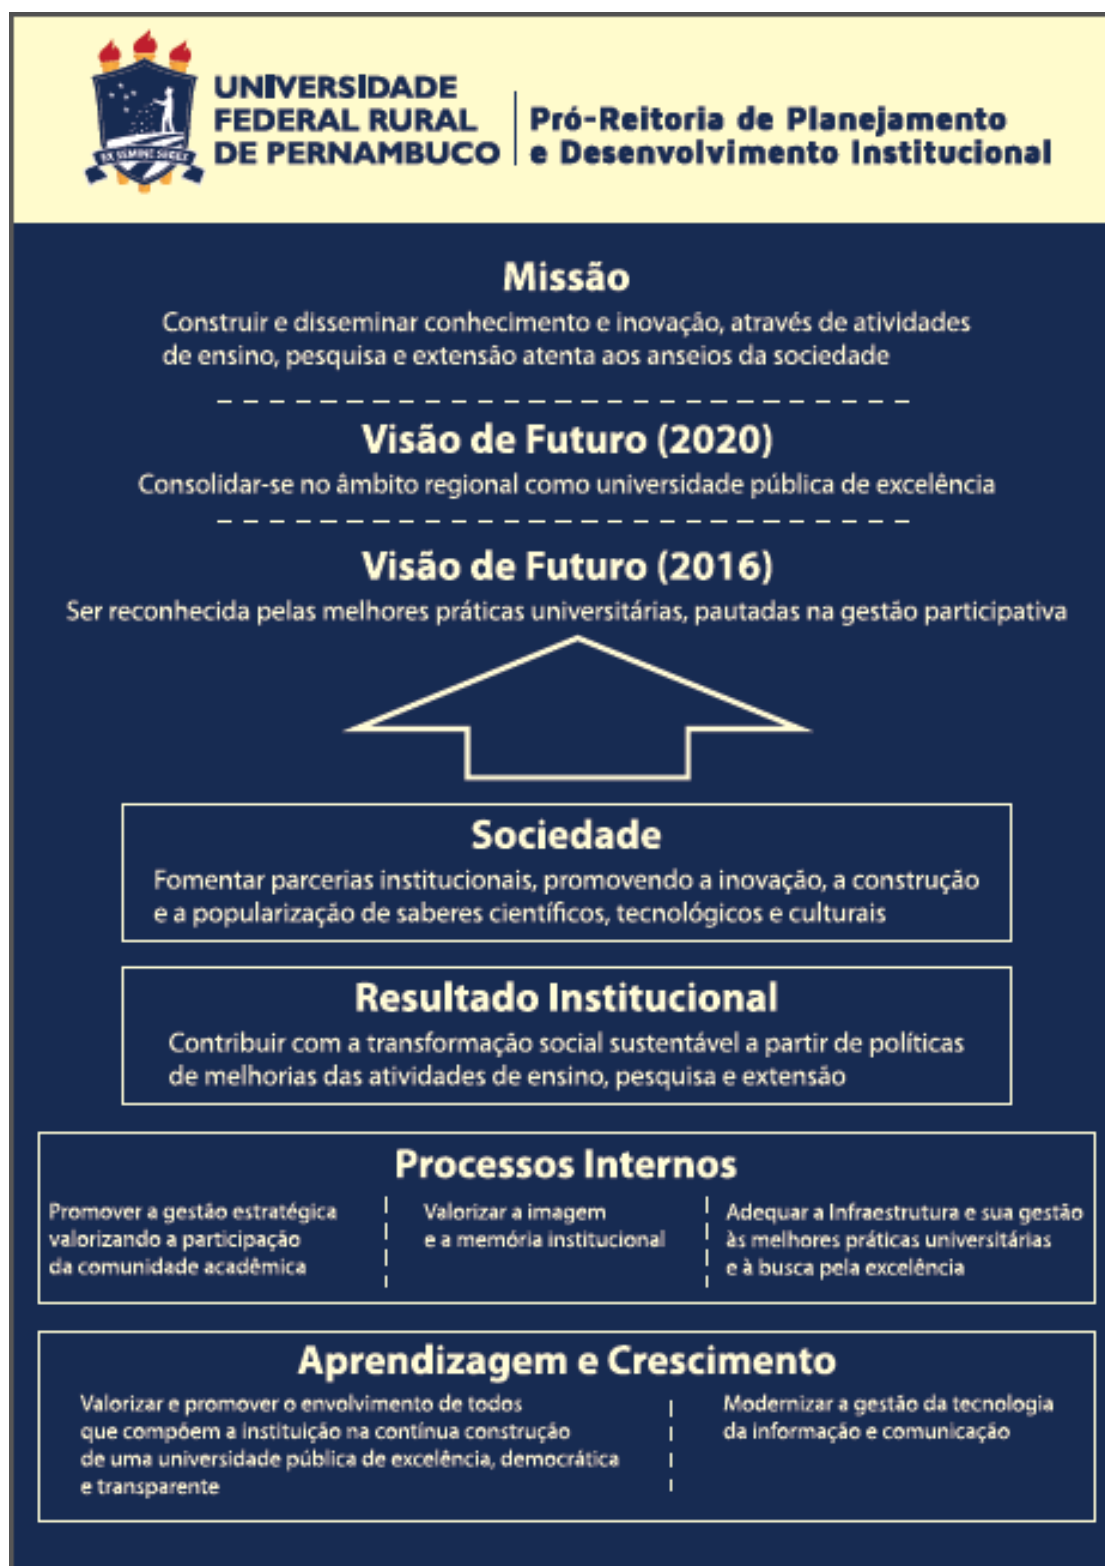 UNIVERSIDADE
FEDERAL RURAL
DE PERNAMBUCO
Pró-Reitoria de Planejamento
e Desenvolvimento Institucional
EX SEMINE SEGES
Missão
Construir e disseminar conhecimento e inovação, através de atividades
de ensino, pesquisa e extensão atenta aos anseios da sociedade
Visão de Futuro (2020)
Consolidar-se no âmbito regional como universidade pública de excelência
Visão de Futuro (2016)
Ser reconhecida pelas melhores práticas universitárias, pautadas na gestão participativa
Sociedade
Fomentar parcerias institucionais, promovendo a inovação, a construção
e a popularização de saberes científicos, tecnológicos e culturais
Resultado Institucional
Contribuir com a transformação social sustentável a partir de políticas
de melhorias das atividades de ensino, pesquisa e extensão
Processos Internos
Promover a gestão estratégica
valorizando a participação
da comunidade acadêmica
Valorizar a imagem
e a memória institucional
Adequar a Infraestrutura e sua gestão
às melhores práticas universitárias
e à busca pela excelência
Aprendizagem e Crescimento
Valorizar e promover o envolvimento de todos
que compõem a instituição na contínua construção
de uma universidade pública de excelência, democrática
e transparente
Modernizar a gestão da tecnologia
da informação e comunicação